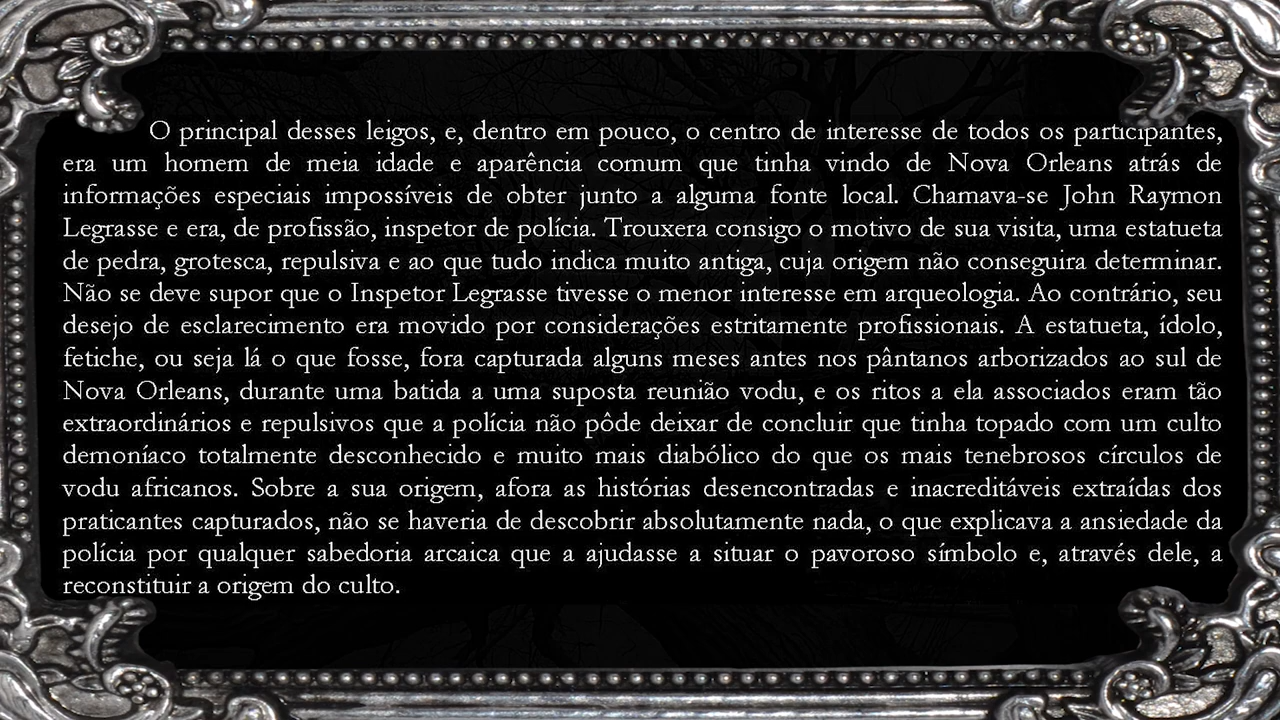 O principal desses leigos, e, dentro em pouco, o centro de interesse de todos os participantes,
era um homem de meia idade e aparência comum que tinha vindo de Nova Orleans atrás de
informações especiais impossíveis de obter junto a alguma fonte local. Chamava-se John Raymon
Legrasse e era, de profissão, inspetor de polícia. Trouxera consigo o motivo de sua visita, uma estatueta
de pedra, grotesca, repulsiva e ao que tudo indica muito antiga, cuja origem não conseguira determinar.
Não se deve supor que o Inspetor Legrasse tivesse o menor interesse em arqueologia. Ao contrário, seu
desejo de esclarecimento era movido por considerações estritamente profissionais. A estatueta, ídolo,
fetiche, ou seja lá o que fosse, fora capturada alguns meses antes nos pântanos arborizados ao sul de
Nova Orleans, durante uma batida a uma suposta reunião vodu, e os ritos a ela associados eram tão
extraordinários e repulsivos que a polícia não pôde deixar de concluir que tinha topado com um culto
demoníaco totalmente desconhecido e muito mais diabólico do que os mais tenebrosos círculos de
vodu africanos. Sobre a sua origem, afora as histórias desencontradas e inacreditáveis extraídas dos
praticantes capturados, não se haveria de descobrir absolutamente nada, o que explicava a ansiedade da
polícia por qualquer sabedoria arcaica que a ajudasse a situar o pavoroso símbolo e, através dele, a
reconstituir a origem do culto.